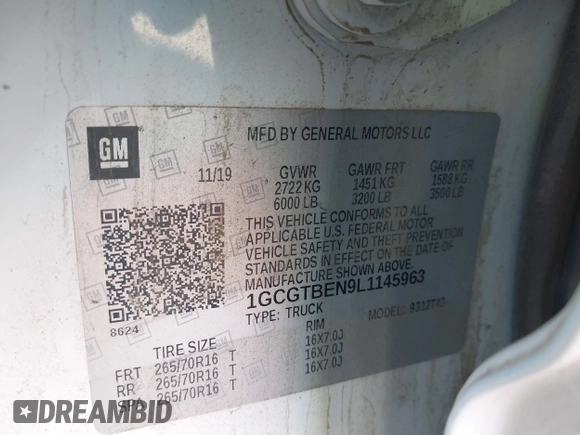 GM
MFD BY GENERAL MOTORS LLC
11/19
GVWR GAWR FRT GAWR RR
2722 KG 1451 KG 1588 KG
6000 LB 3200 LB 3500 LB
THIS VEHICLE CONFORMS TO ALL
APPLICABLE U.S. FEDERAL MOTOR
VEHICLE SAFETY AND THEFT PREVENTION
STANDARDS IN EFFECT ON THE DATE OF
MANUFACTURE SHOWN ABOVE.
1GCGTBEN9L1145963
8624
TYPE: TRUCK MODEL:
TIRE SIZE RIM
FRT 265/70R16 T 16X7.0J
RR 265/70R16 T 16X7.0J
SPA 265/70R16 T 16X7.0J
DREAMBID